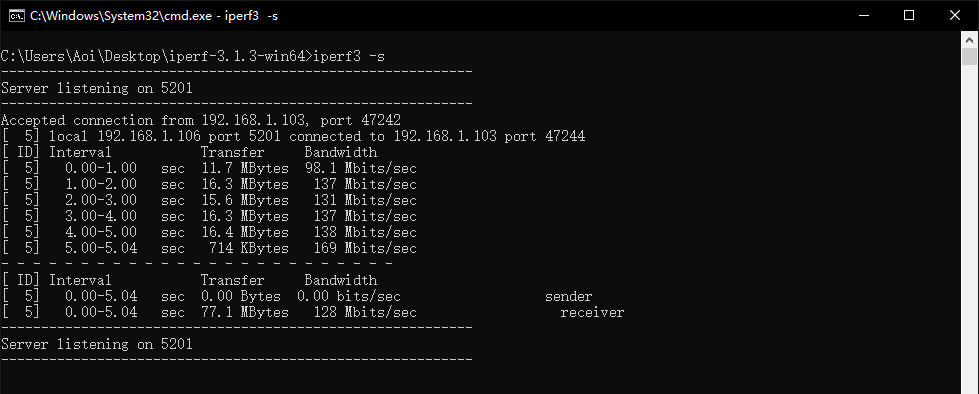 C:\Windows\System32\cmd.exe - iperf3  -s
C:\Users\Aoi\Desktop\iperf-3.1.3-win64>iperf3 -s
-----------------------------------------------------------
Server listening on 5201
-----------------------------------------------------------
Accepted connection from 192.168.1.103, port 47242
[  5] local 192.168.1.106 port 5201 connected to 192.168.1.103 port 47244
[ ID] Interval           Transfer     Bandwidth
[  5]   0.00-1.00   sec  11.7 MBytes  98.1 Mbits/sec
[  5]   1.00-2.00   sec  16.3 MBytes   137 Mbits/sec
[  5]   2.00-3.00   sec  15.6 MBytes   131 Mbits/sec
[  5]   3.00-4.00   sec  16.3 MBytes   137 Mbits/sec
[  5]   4.00-5.00   sec  16.4 MBytes   138 Mbits/sec
[  5]   5.00-5.04   sec   714 KBytes   169 Mbits/sec
- - - - - - - - - - - - - - - - - - - - - - - - -
[ ID] Interval           Transfer     Bandwidth
[  5]   0.00-5.04   sec  0.00 Bytes  0.00 bits/sec                  sender
[  5]   0.00-5.04   sec  77.1 MBytes   128 Mbits/sec                  receiver
-----------------------------------------------------------
Server listening on 5201
-----------------------------------------------------------